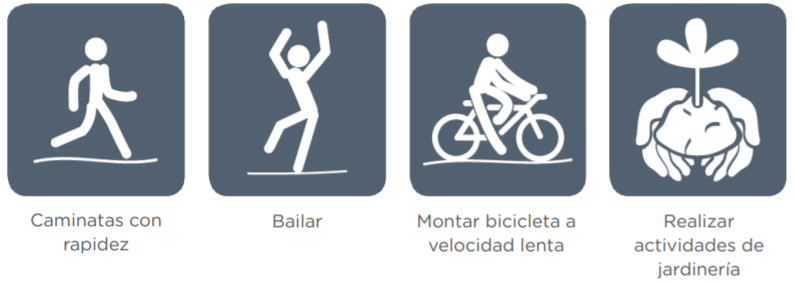 Caminatas con
rapidez
Bailar
Montar bicicleta a
velocidad lenta
Realizar
actividades de
jardinería